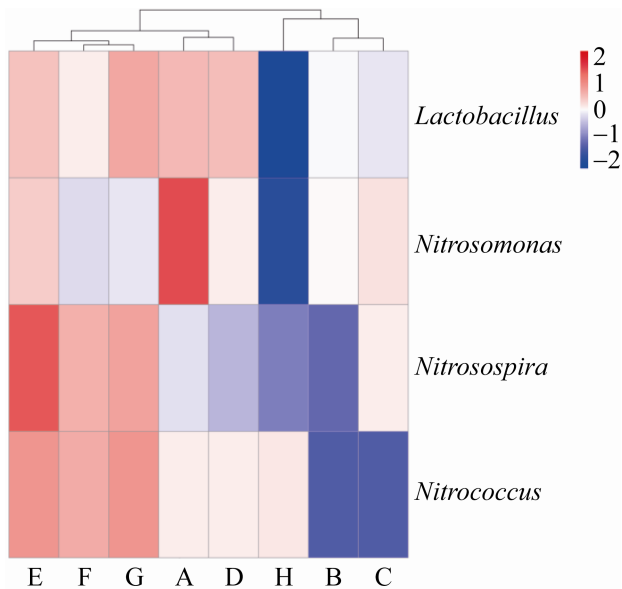 2
1
0
−1
−2
Lactobacillus
Nitrosomonas
Nitrosospira
Nitrococcus
E F G A D H B C